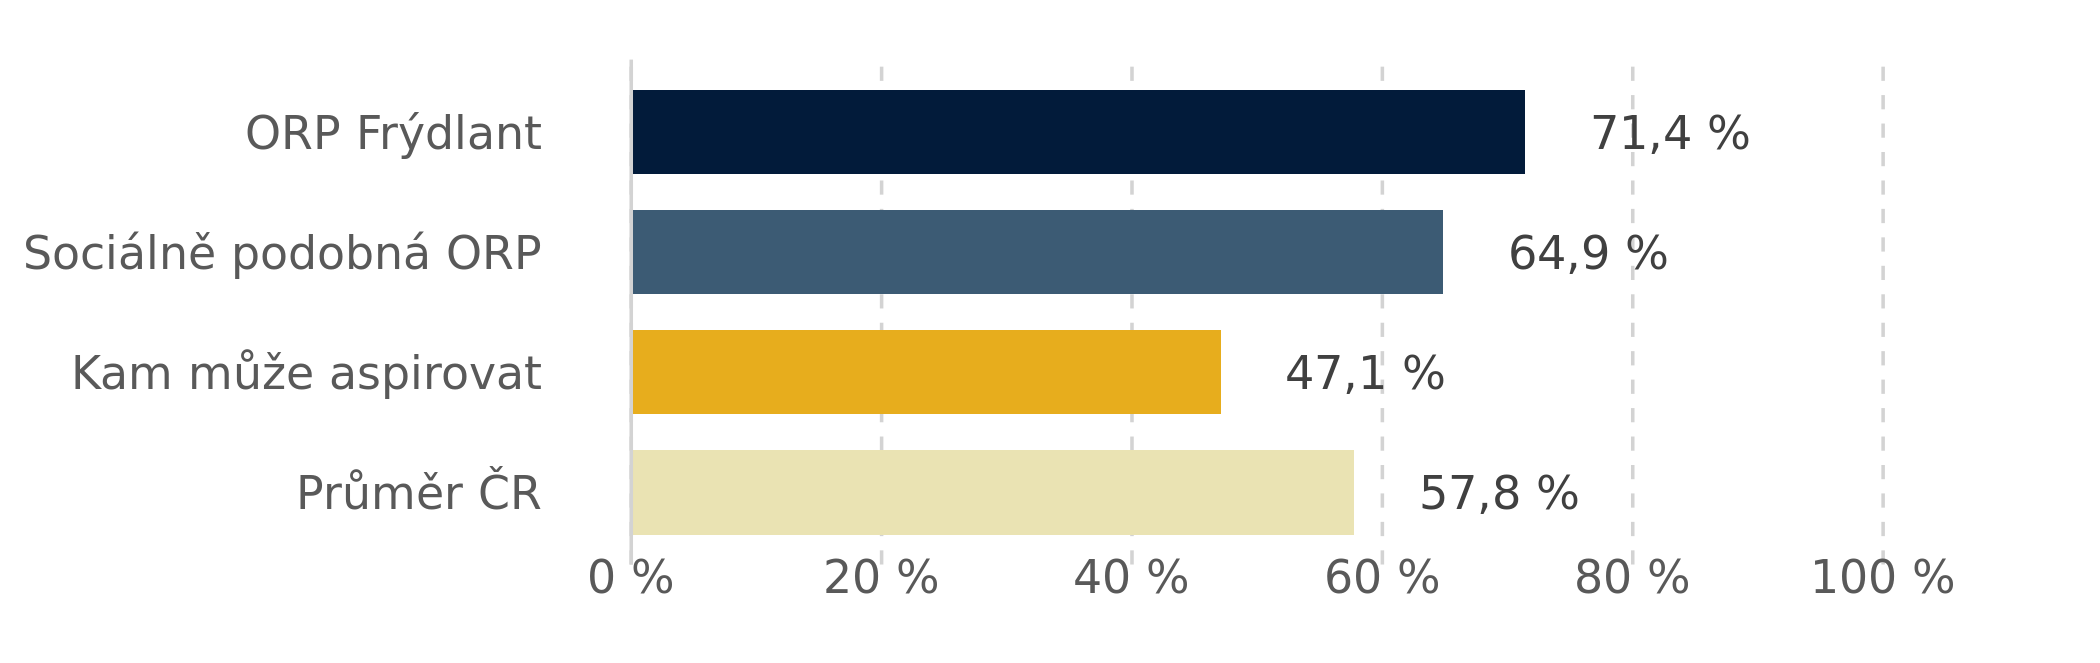 ORP Frýdlant 71,4 %
Sociálně podobná ORP 64,9 %
Kam může aspirovat 47,1 %
Průměr ČR 57,8 %
0 % 20 % 40 % 60 % 80 % 100 %